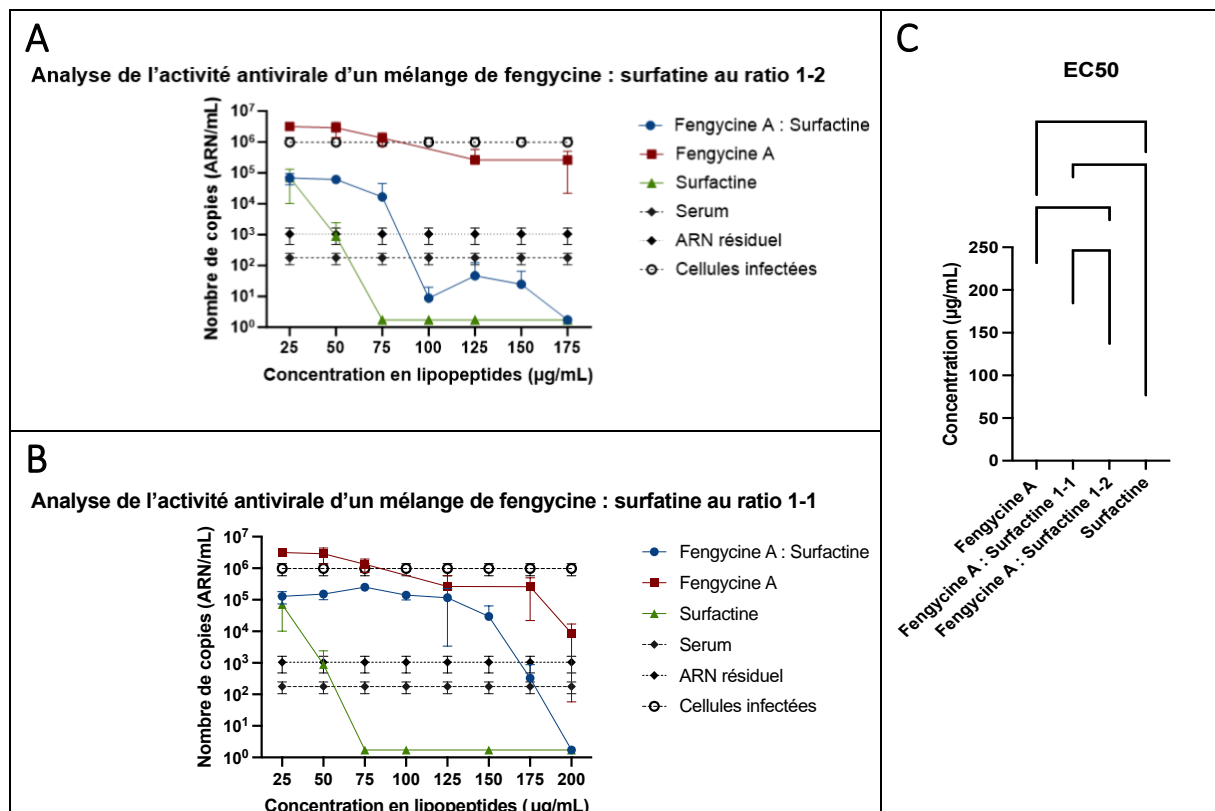 A
Analyse de l’activité antivirale d’un mélange de fengycine : surfatine au ratio 1-2
Nombre de copies (ARN/mL)
10⁷
10⁶
10⁵
10⁴
10³
10²
10¹
10⁰
25 50 75 100 125 150 175
Concentration en lipopeptides (µg/mL)
Fengycine A : Surfactine
Fengycine A
Surfactine
Serum
ARN résiduel
Cellules infectées
B
Analyse de l’activité antivirale d’un mélange de fengycine : surfatine au ratio 1-1
Nombre de copies (ARN/mL)
10⁷
10⁶
10⁵
10⁴
10³
10²
10¹
10⁰
25 50 75 100 125 150 175 200
Concentration en lipopeptides (µg/mL)
Fengycine A : Surfactine
Fengycine A
Surfactine
Serum
ARN résiduel
Cellules infectées
C
EC50
Concentration (µg/mL)
250
200
150
100
50
0
Fengycine A
Fengycine A : Surfactine 1-1
Fengycine A : Surfactine 1-2
Surfactine